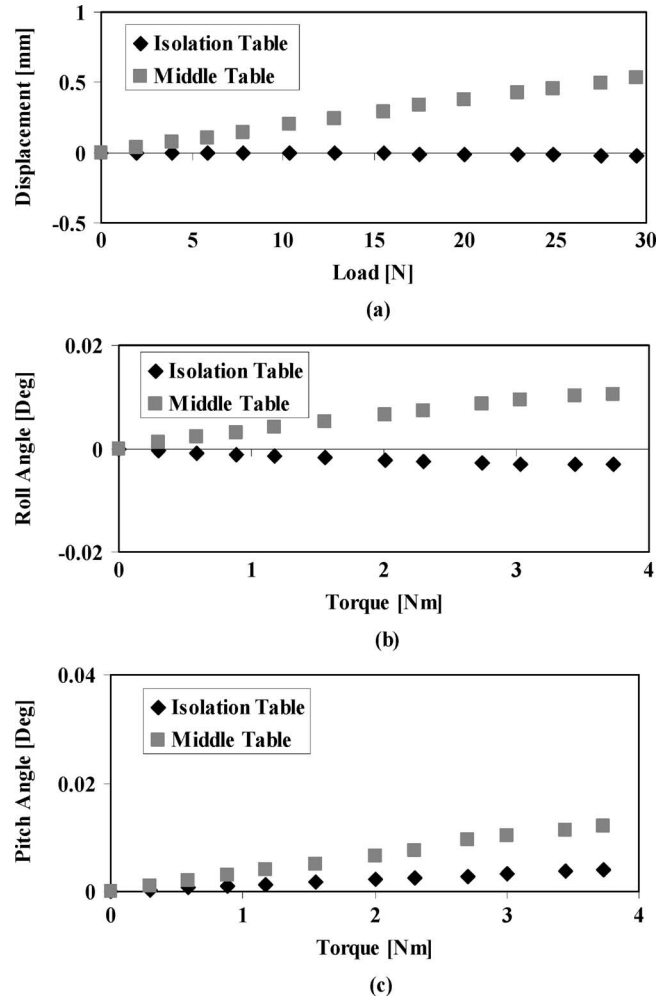 1
Isolation Table
Middle Table
0.5
0
-0.5
Displacement [mm]
0 5 10 15 20 25 30
Load [N]
(a)
0.02
Isolation Table
Middle Table
0
-0.02
Roll Angle [Deg]
0 1 2 3 4
Torque [Nm]
(b)
0.04
Isolation Table
Middle Table
0.02
0
Pitch Angle [Deg]
0 1 2 3 4
Torque [Nm]
(c)